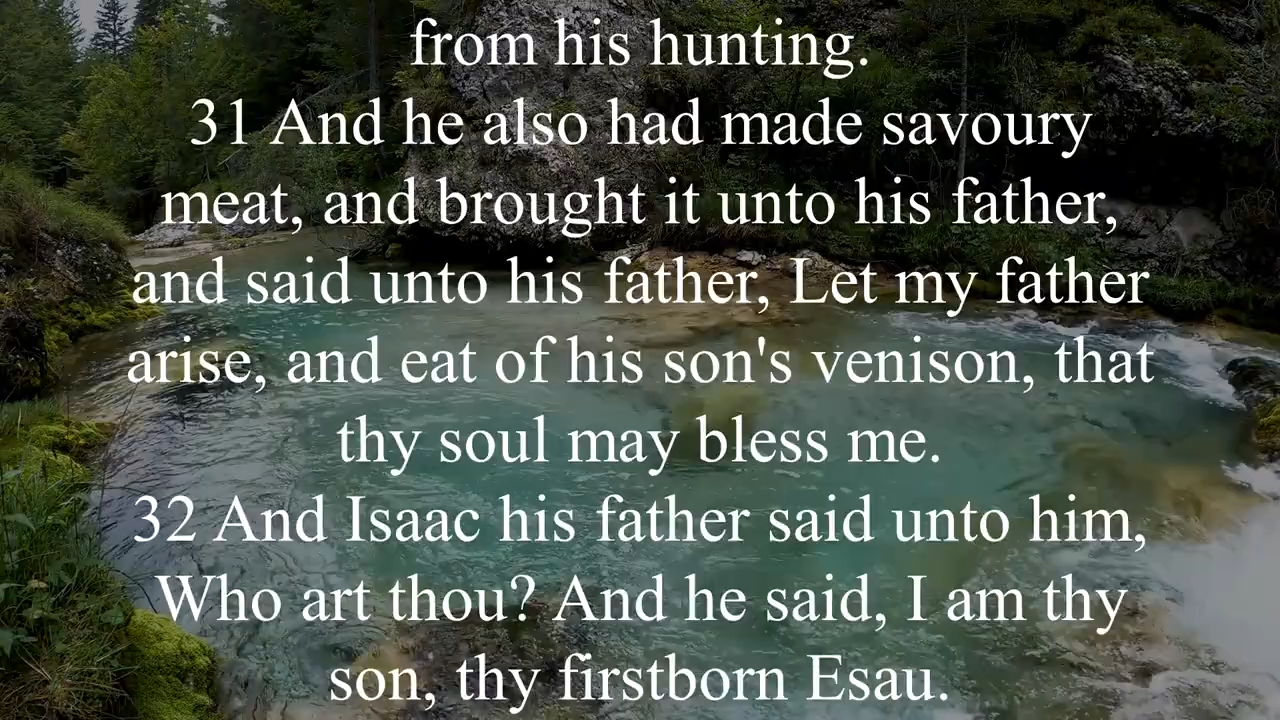 from his hunting.
31 And he also had made savoury
meat, and brought it unto his father,
and said unto his father, Let my father
arise, and eat of his son's venison, that
thy soul may bless me.
32 And Isaac his father said unto him,
Who art thou? And he said, I am thy
son, thy firstborn Esau.